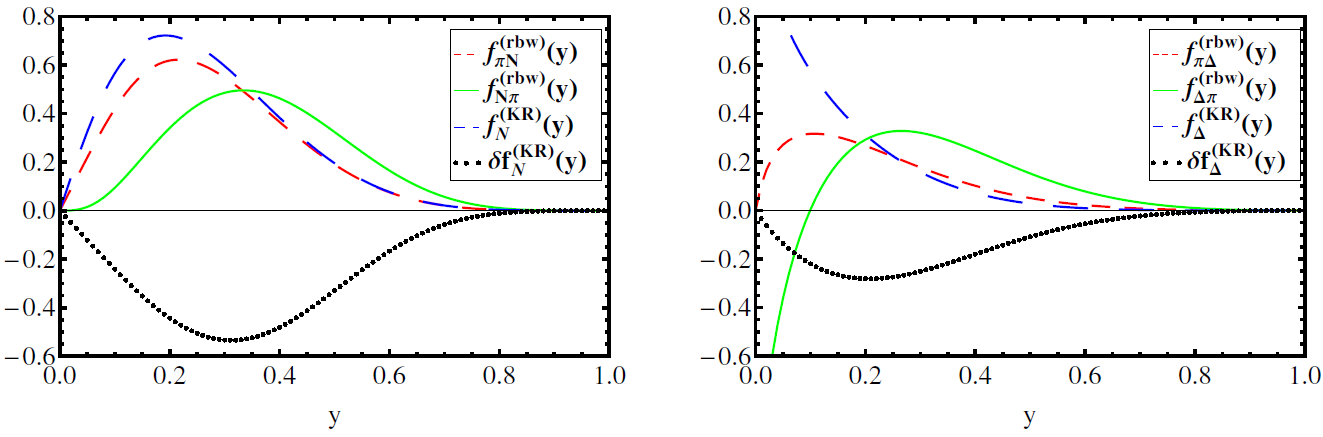 0.8
0.6
0.4
0.2
0.0
−0.2
−0.4
−0.6
0.0 0.2 0.4 0.6 0.8 1.0
y
f_{πN}^{(rbw)}(y)
f_{Nπ}^{(rbw)}(y)
f_N^{(KR)}(y)
δf_N^{(KR)}(y)
0.8
0.6
0.4
0.2
0.0
−0.2
−0.4
−0.6
0.0 0.2 0.4 0.6 0.8 1.0
y
f_{πΔ}^{(rbw)}(y)
f_{Δπ}^{(rbw)}(y)
f_Δ^{(KR)}(y)
δf_Δ^{(KR)}(y)